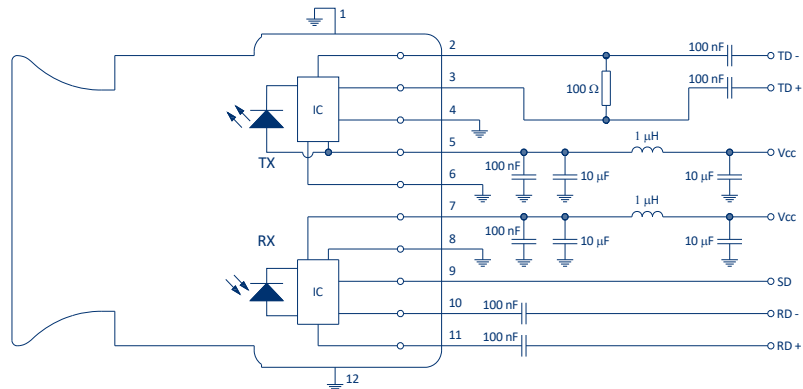 1
2
100 nF
TD -
3
100 nF
TD +
100 Ω
IC
4
1 µH
5
Vcc
TX
100 nF
10 µF
10 µF
6
1 µH
7
Vcc
RX
100 nF
8
10 µF
10 µF
9
SD
IC
10
100 nF
RD -
11
100 nF
RD +
12